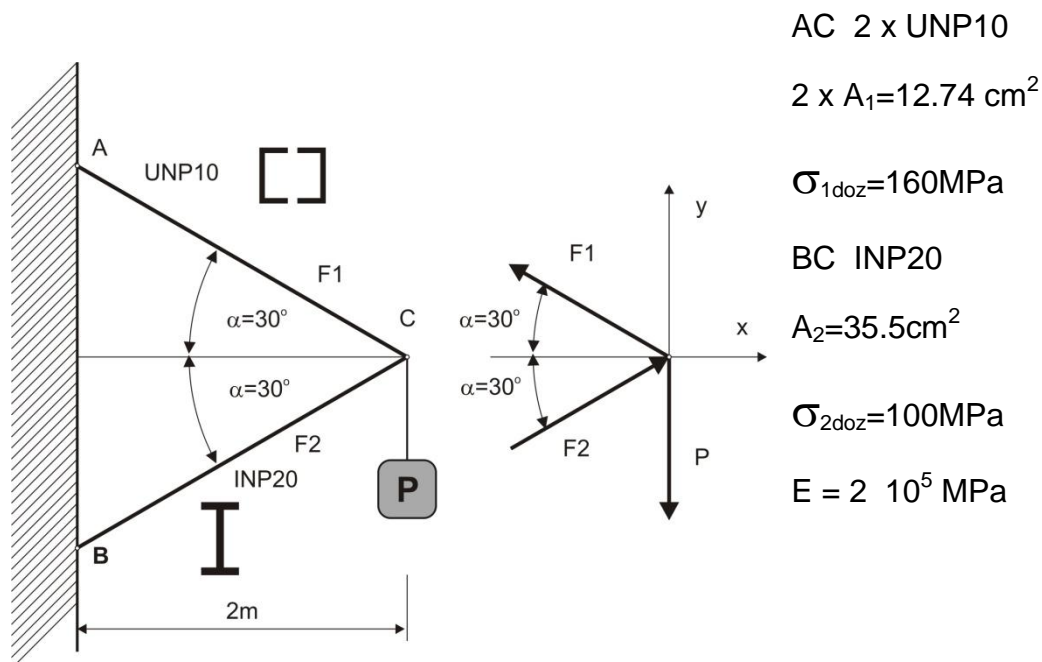 AC 2 x UNP10
2 x A₁=12.74 cm²
σ₁doz=160MPa
BC INP20
A₂=35.5cm²
σ₂doz=100MPa
E = 2 10⁵ MPa
A
UNP10
F1
α=30°
C
α=30°
F2
INP20
P
B
2m
y
F1
α=30°
x
α=30°
F2
P